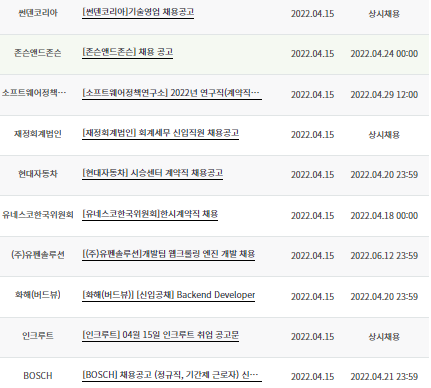 썬덴코리아 [썬덴코리아]기술영업 채용공고 2022.04.15 상시채용
존슨앤드존슨 [존슨앤드존슨] 채용 공고 2022.04.15 2022.04.24 00:00
소프트웨어정책… [소프트웨어정책연구소] 2022년 연구직(계약직… 2022.04.15 2022.04.29 12:00
재정회계법인 [재정회계법인] 회계세무 신입직원 채용공고 2022.04.15 상시채용
현대자동차 [현대자동차] 시승센터 계약직 채용공고 2022.04.15 2022.04.20 23:59
유네스코한국위원회 [유네스코한국위원회]한시계약직 채용 2022.04.15 2022.04.18 00:00
(주)유펜솔루션 [(주)유펜솔루션]개발팀 웹크롤링 엔진 개발 채용 2022.04.15 2022.06.12 23:59
화해(버드뷰) [화해(버드뷰)] [신입공채] Backend Developer 2022.04.15 2022.04.20 23:59
인크루트 [인크루트] 04월 15일 인크루트 취업 공고문 2022.04.15 상시채용
BOSCH [BOSCH] 채용공고 (정규직, 기간제 근로자) 신… 2022.04.15 2022.04.21 23:59